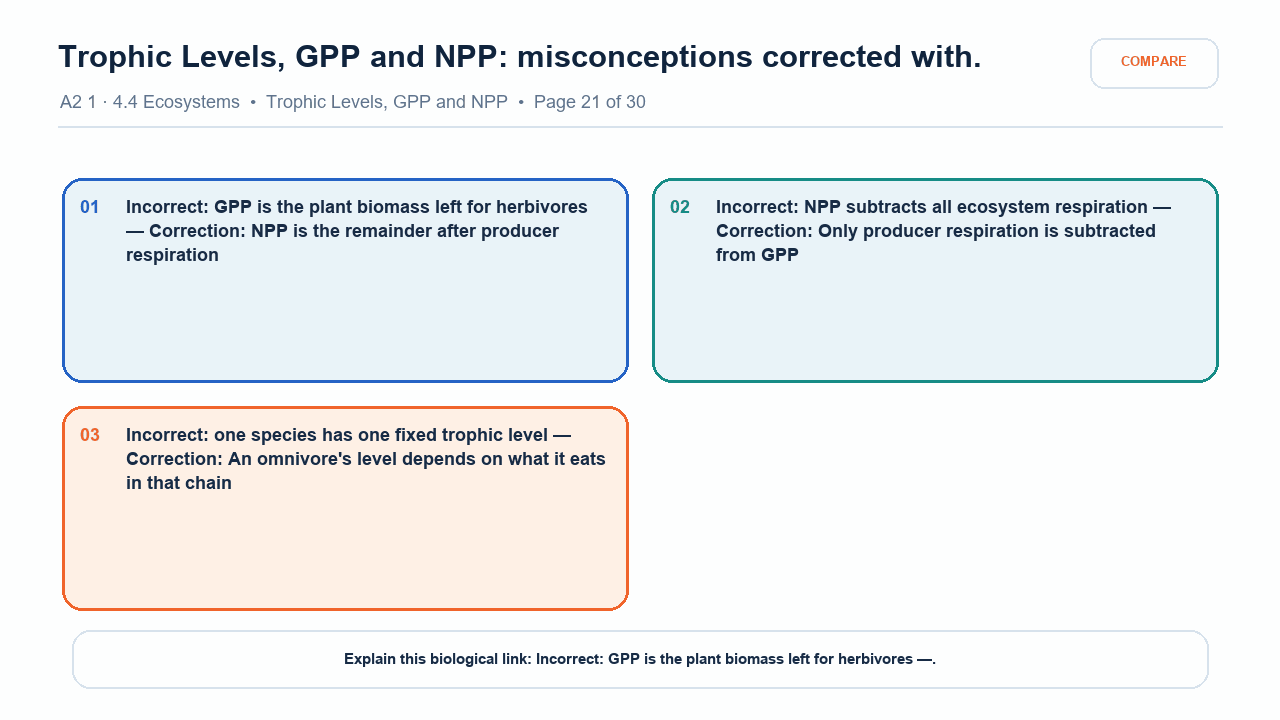 Trophic Levels, GPP and NPP: misconceptions corrected with.
COMPARE
A2 1 · 4.4 Ecosystems • Trophic Levels, GPP and NPP • Page 21 of 30
01
Incorrect: GPP is the plant biomass left for herbivores
— Correction: NPP is the remainder after producer
respiration
02
Incorrect: NPP subtracts all ecosystem respiration —
Correction: Only producer respiration is subtracted
from GPP
03
Incorrect: one species has one fixed trophic level —
Correction: An omnivore's level depends on what it eats
in that chain
Explain this biological link: Incorrect: GPP is the plant biomass left for herbivores —.